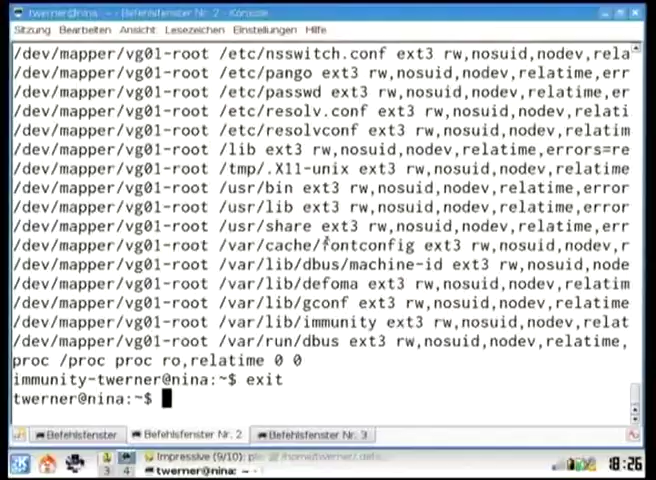 twerner@nina: ~ - Befehlsfenster Nr. 2 - Konsole
Sitzung Bearbeiten Ansicht Lesezeichen Einstellungen Hilfe
/dev/mapper/vg01-root /etc/nsswitch.conf ext3 rw,nosuid,nodev,rela
/dev/mapper/vg01-root /etc/pango ext3 rw,nosuid,nodev,relatime,err
/dev/mapper/vg01-root /etc/passwd ext3 rw,nosuid,nodev,relatime,er
/dev/mapper/vg01-root /etc/resolv.conf ext3 rw,nosuid,nodev,relati
/dev/mapper/vg01-root /etc/resolvconf ext3 rw,nosuid,nodev,relatim
/dev/mapper/vg01-root /lib ext3 rw,nosuid,nodev,relatime,errors=re
/dev/mapper/vg01-root /tmp/.X11-unix ext3 rw,nosuid,nodev,relatime
/dev/mapper/vg01-root /usr/bin ext3 rw,nosuid,nodev,relatime,error
/dev/mapper/vg01-root /usr/lib ext3 rw,nosuid,nodev,relatime,error
/dev/mapper/vg01-root /usr/share ext3 rw,nosuid,nodev,relatime,err
/dev/mapper/vg01-root /var/cache/fontconfig ext3 rw,nosuid,nodev,r
/dev/mapper/vg01-root /var/lib/dbus/machine-id ext3 rw,nosuid,node
/dev/mapper/vg01-root /var/lib/defoma ext3 rw,nosuid,nodev,relatim
/dev/mapper/vg01-root /var/lib/gconf ext3 rw,nosuid,nodev,relatime
/dev/mapper/vg01-root /var/lib/immunity ext3 rw,nosuid,nodev,relat
/dev/mapper/vg01-root /var/run/dbus ext3 rw,nosuid,nodev,relatime,
proc /proc proc ro,relatime 0 0
immunity-twerner@nina:~$ exit
twerner@nina:~$
Befehlsfenster Befehlsfenster Nr. 2 Befehlsfenster Nr. 3
1 Impressive (9/10):
3 4 twerner@nina: ~ 18:26